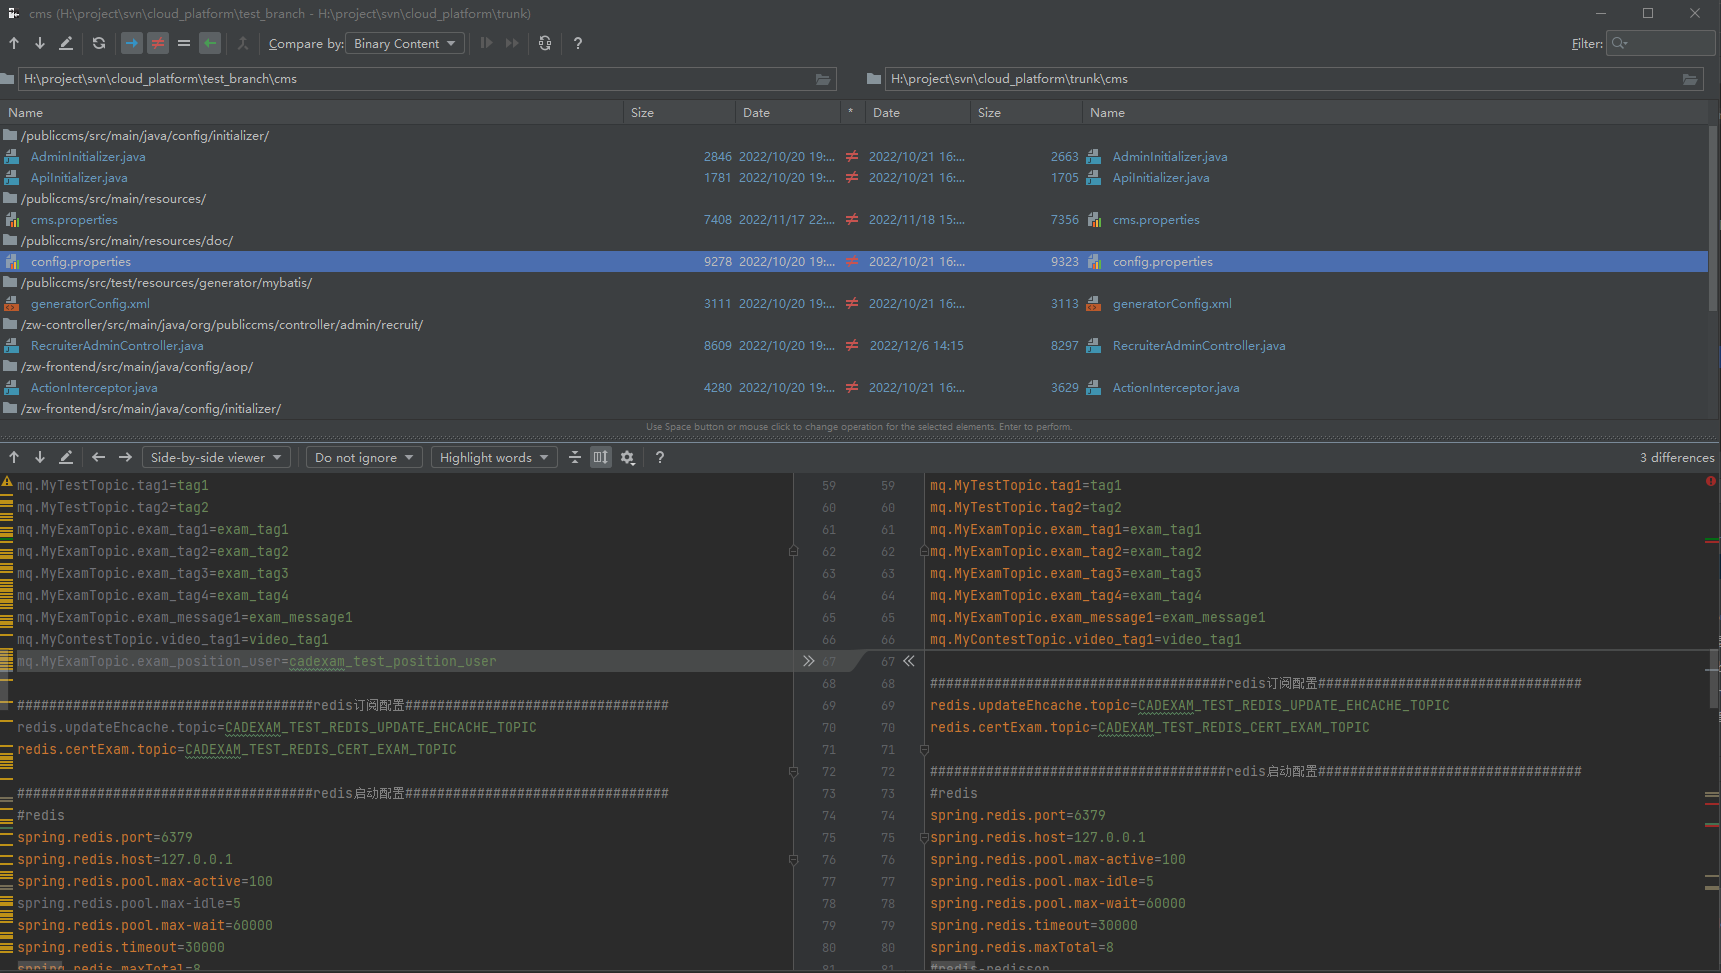 cms (H:\project\svn\cloud_platform\test_branch - H:\project\svn\cloud_platform\trunk)
Compare by: Binary Content ? Filter:
H:\project\svn\cloud_platform\test_branch\cms H:\project\svn\cloud_platform\trunk\cms
Name Size Date * Date Size Name
/publiccms/src/main/java/config/initializer/
AdminInitializer.java 2846 2022/10/20 19:... ≠ 2022/10/21 16:... 2663 AdminInitializer.java
ApiInitializer.java 1781 2022/10/20 19:... ≠ 2022/10/21 16:... 1705 ApiInitializer.java
/publiccms/src/main/resources/
cms.properties 7408 2022/11/17 22:... ≠ 2022/11/18 15:... 7356 cms.properties
/publiccms/src/main/resources/doc/
config.properties 9278 2022/10/20 19:... ≠ 2022/10/21 16:... 9323 config.properties
/publiccms/src/test/resources/generator/mybatis/
generatorConfig.xml 3111 2022/10/20 19:... ≠ 2022/10/21 16:... 3113 generatorConfig.xml
/zw-controller/src/main/java/org/publiccms/controller/admin/recruit/
RecruiterAdminController.java 8609 2022/10/20 19:... ≠ 2022/12/6 14:15 8297 RecruiterAdminController.java
/zw-frontend/src/main/java/config/aop/
ActionInterceptor.java 4280 2022/10/20 19:... ≠ 2022/10/21 16:... 3629 ActionInterceptor.java
/zw-frontend/src/main/java/config/initializer/
Use Space button or mouse click to change operation for the selected elements. Enter to perform.
Side-by-side viewer Do not ignore Highlight words ? 3 differences
mq.MyTestTopic.tag1=tag1 59 59 mq.MyTestTopic.tag1=tag1
mq.MyTestTopic.tag2=tag2 60 60 mq.MyTestTopic.tag2=tag2
mq.MyExamTopic.exam_tag1=exam_tag1 61 61 mq.MyExamTopic.exam_tag1=exam_tag1
mq.MyExamTopic.exam_tag2=exam_tag2 62 62 mq.MyExamTopic.exam_tag2=exam_tag2
mq.MyExamTopic.exam_tag3=exam_tag3 63 63 mq.MyExamTopic.exam_tag3=exam_tag3
mq.MyExamTopic.exam_tag4=exam_tag4 64 64 mq.MyExamTopic.exam_tag4=exam_tag4
mq.MyExamTopic.exam_message1=exam_message1 65 65 mq.MyExamTopic.exam_message1=exam_message1
mq.MyContestTopic.video_tag1=video_tag1 66 66 mq.MyContestTopic.video_tag1=video_tag1
mq.MyExamTopic.exam_position_user=cadexam_test_position_user 67 67
68 68 #####################################redis订阅配置#################################
#####################################redis订阅配置################################# 69 69 redis.updateEhcache.topic=CADEXAM_TEST_REDIS_UPDATE_EHCACHE_TOPIC
redis.updateEhcache.topic=CADEXAM_TEST_REDIS_UPDATE_EHCACHE_TOPIC 70 70 redis.certExam.topic=CADEXAM_TEST_REDIS_CERT_EXAM_TOPIC
redis.certExam.topic=CADEXAM_TEST_REDIS_CERT_EXAM_TOPIC 71 71
72 72 #####################################redis启动配置#################################
#####################################redis启动配置################################# 73 73 #redis
#redis 74 74 spring.redis.port=6379
spring.redis.port=6379 75 75 spring.redis.host=127.0.0.1
spring.redis.host=127.0.0.1 76 76 spring.redis.pool.max-active=100
spring.redis.pool.max-active=100 77 77 spring.redis.pool.max-idle=5
spring.redis.pool.max-idle=5 78 78 spring.redis.pool.max-wait=60000
spring.redis.pool.max-wait=60000 79 79 spring.redis.timeout=30000
spring.redis.timeout=30000 80 80 spring.redis.maxTotal=8
spring.redis.maxTotal=8 81 81 #redis-redisson